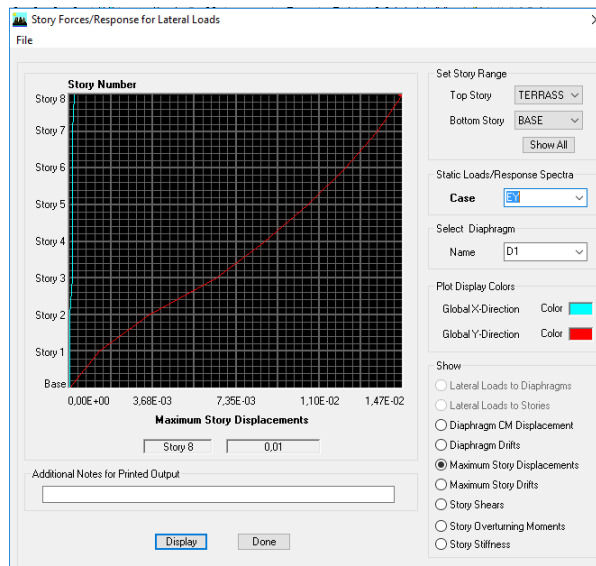 Story Forces/Response for Lateral Loads
File
Story Number
Story 8
Story 7
Story 6
Story 5
Story 4
Story 3
Story 2
Story 1
Base
0,00E+00 3,68E-03 7,35E-03 1,10E-02 1,47E-02
Maximum Story Displacements
Story 8 0,01
Additional Notes for Printed Output
Display Done
Set Story Range
Top Story TERRASS
Bottom Story BASE
Show All
Static Loads/Response Spectra
Case EY
Select Diaphragm
Name D1
Plot Display Colors
Global X-Direction Color
Global Y-Direction Color
Show
Lateral Loads to Diaphragms
Lateral Loads to Stories
Diaphragm CM Displacement
Diaphragm Drifts
Maximum Story Displacements
Maximum Story Drifts
Story Shears
Story Overturning Moments
Story Stiffness